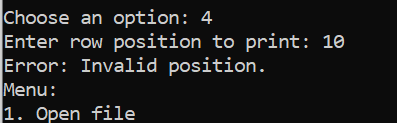 Choose an option: 4
Enter row position to print: 10
Error: Invalid position.
Menu:
1. Open file